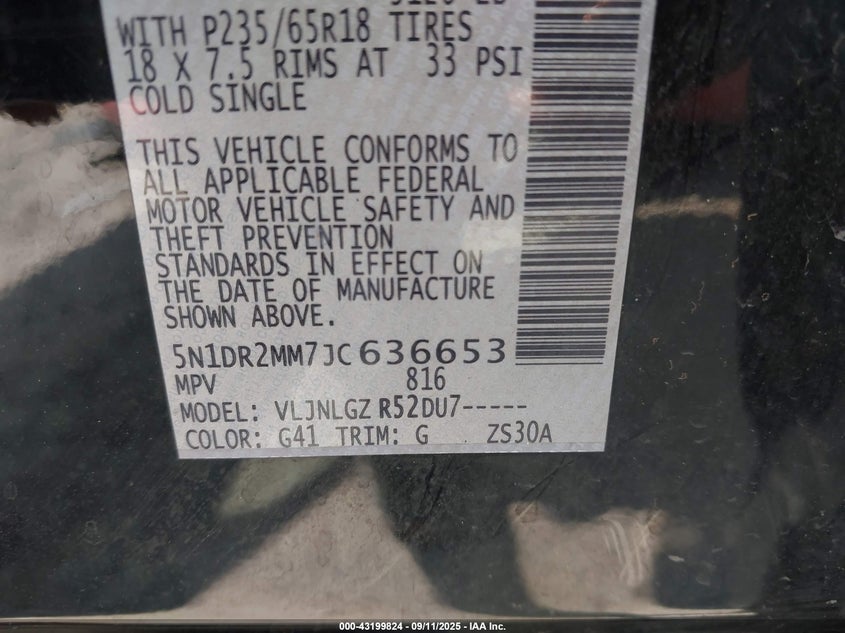 WITH P235/65R18 TIRES
18 X 7.5 RIMS AT 33 PSI
COLD SINGLE
THIS VEHICLE CONFORMS TO
ALL APPLICABLE FEDERAL
MOTOR VEHICLE SAFETY AND
THEFT PREVENTION
STANDARDS IN EFFECT ON
THE DATE OF MANUFACTURE
SHOWN ABOVE.
5N1DR2MM7JC636653
MPV 816
MODEL: VLJNLGZ R52DU7-----
COLOR: G41 TRIM: G ZS30A
000-43199824 - 09/11/2025 - IAA Inc.